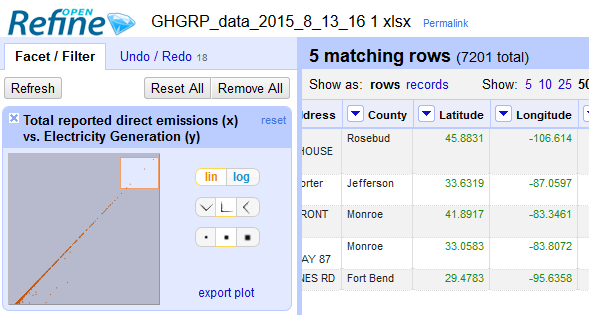 OPEN
Refine
GHGRP_data_2015_8_13_16 1 xlsx Permalink
Facet / Filter Undo / Redo 18
Refresh Reset All Remove All
Total reported direct emissions (x) vs. Electricity Generation (y) reset
lin log
export plot
5 matching rows (7201 total)
Show as: rows records Show: 5 10 25 50
ddress County Latitude Longitude
HOUSE Rosebud 45.8831 -106.614
orter Jefferson 33.6319 -87.0597
RONT Monroe 41.8917 -83.3461
AY 87 Monroe 33.0583 -83.8072
NES RD Fort Bend 29.4783 -95.6358